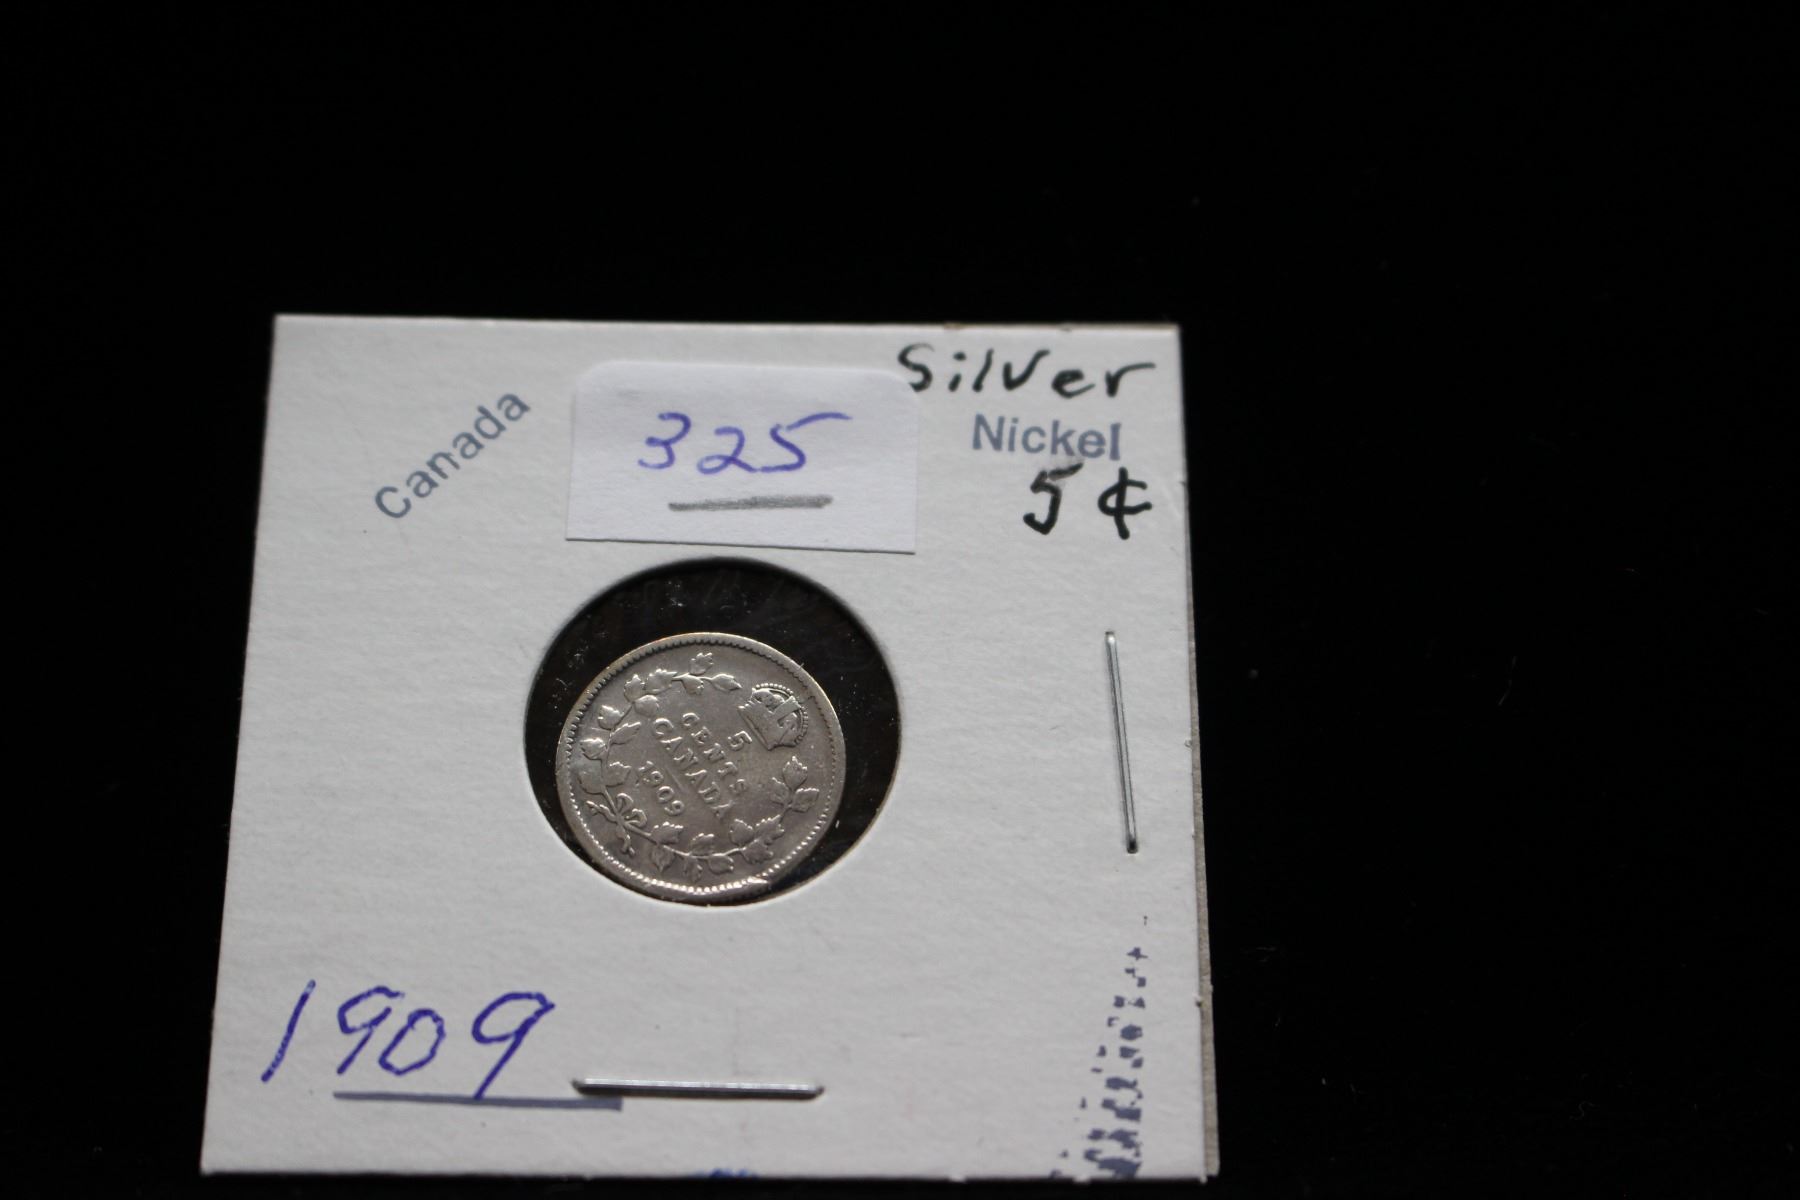 Silver
Canada
325
Nickel
5 ¢
5
CENTS
CANADA
1909
1909